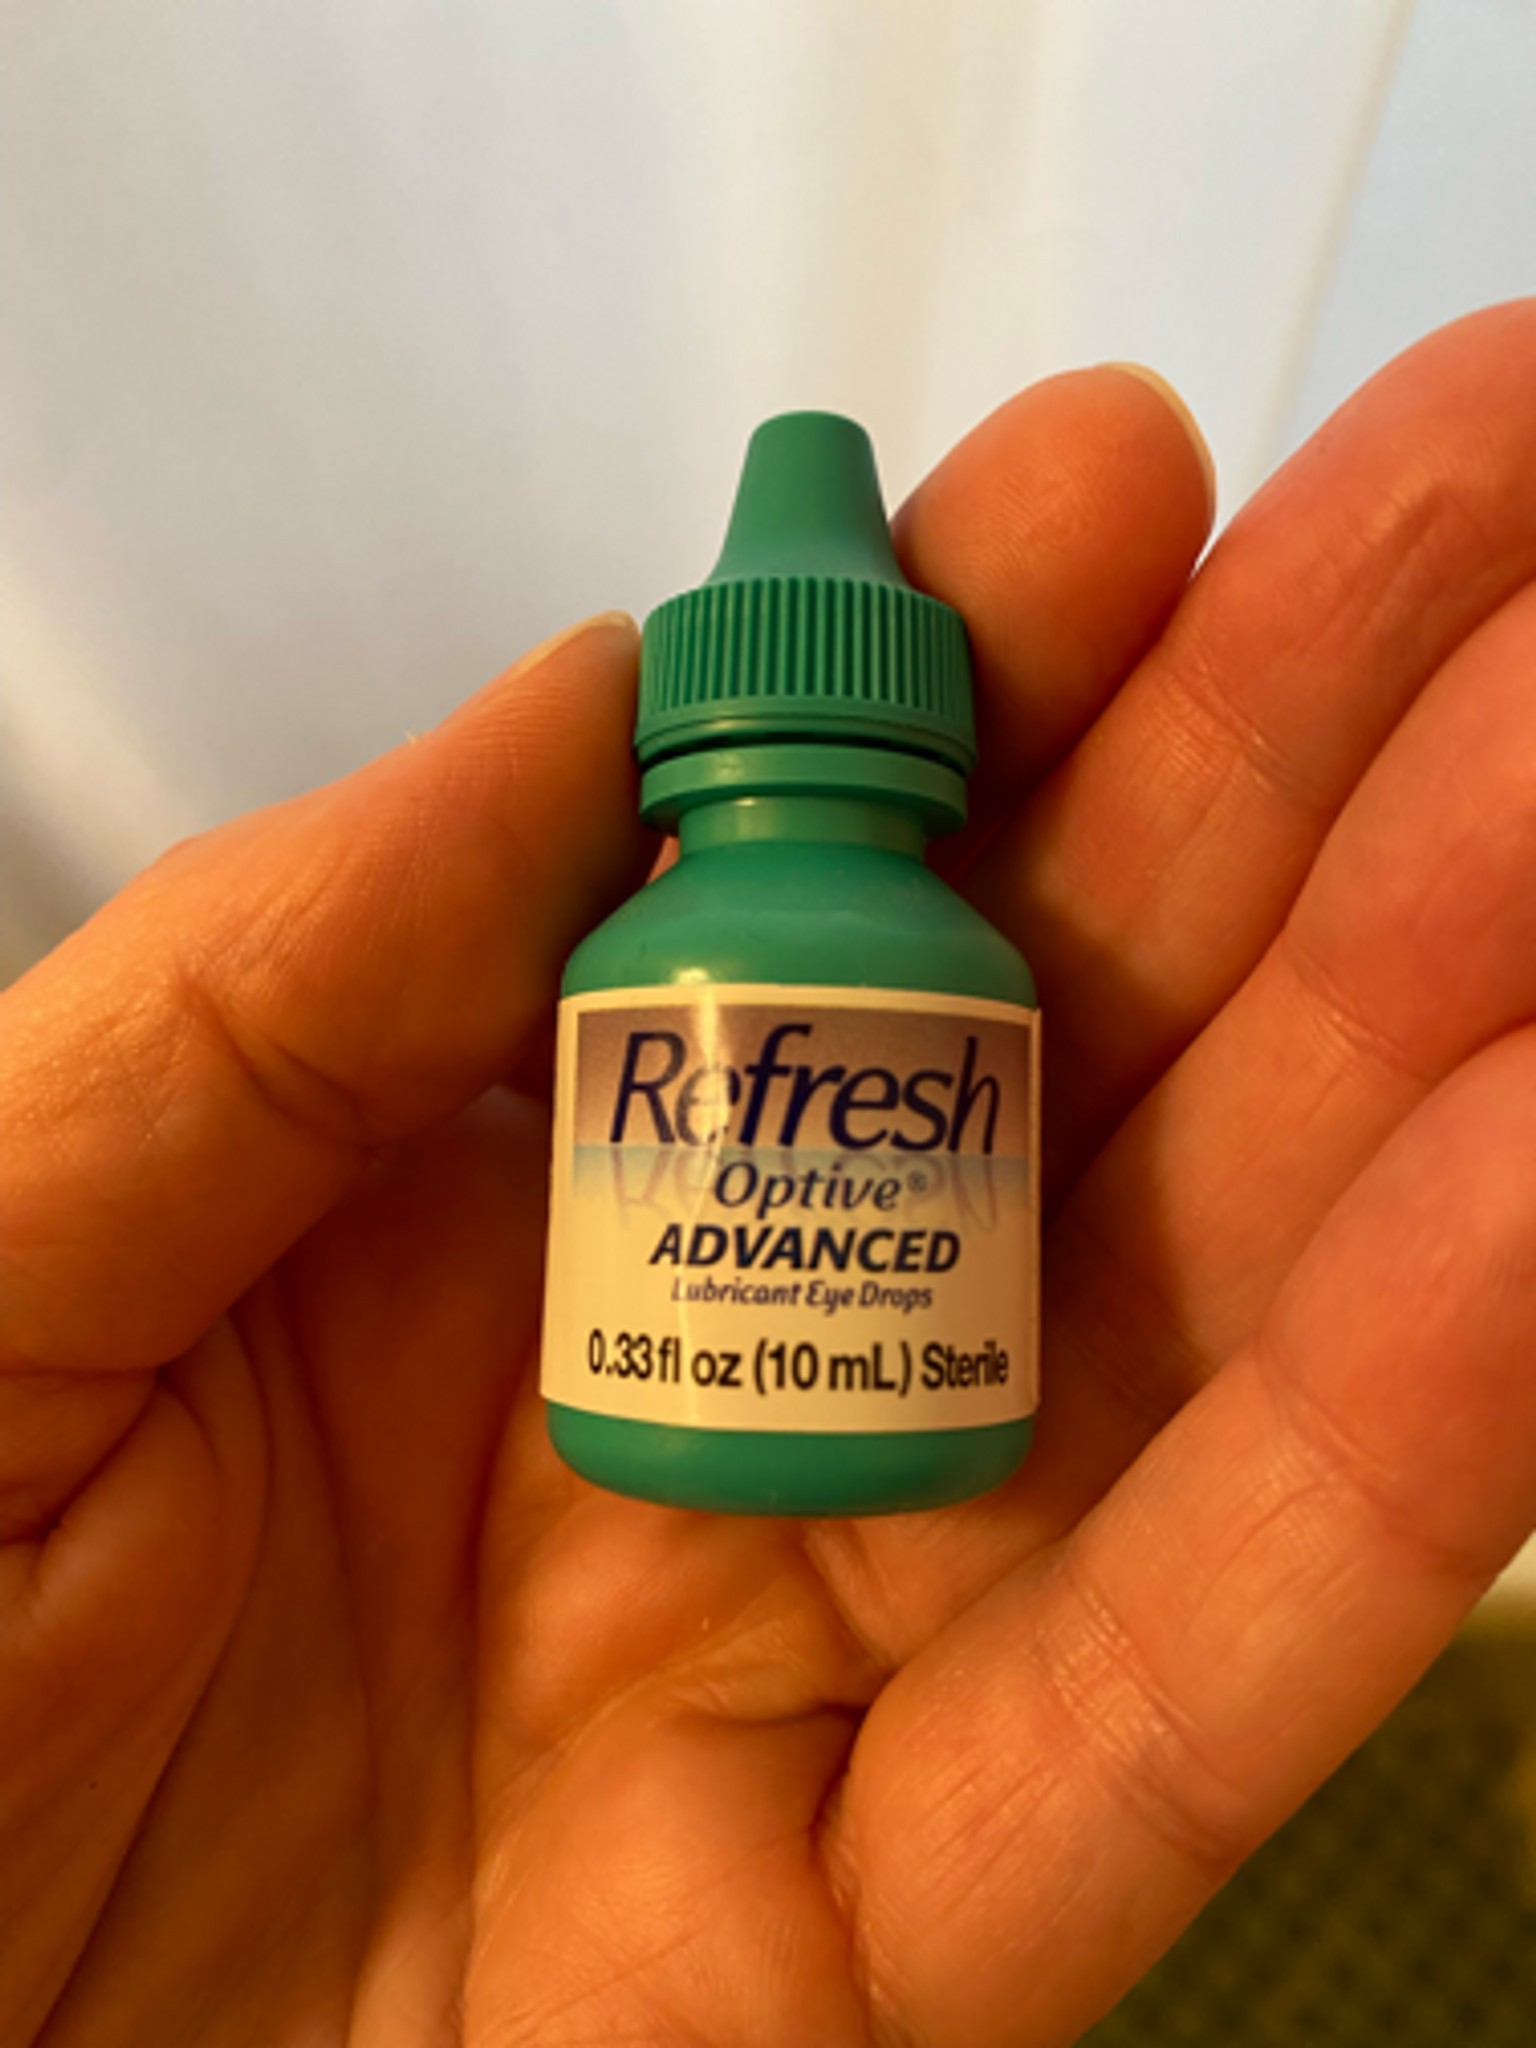 Refresh
Optive®
ADVANCED
Lubricant Eye Drops
0.33 fl oz (10 mL) Sterile